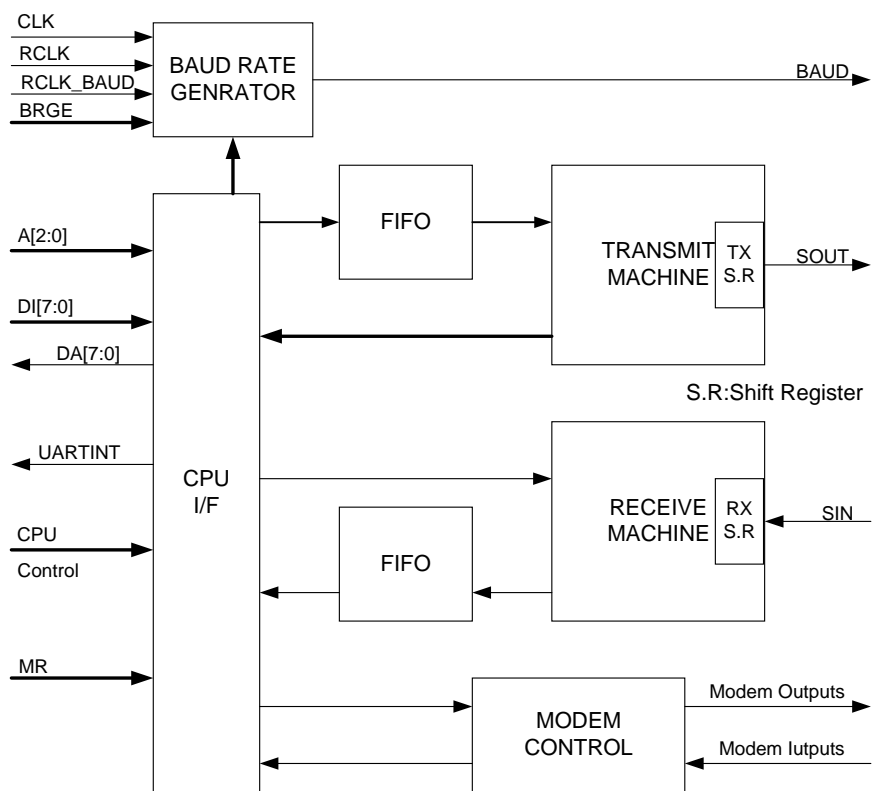 CLK
RCLK
RCLK_BAUD
BRGE
BAUD RATE
GENRATOR
BAUD
A[2:0]
DI[7:0]
DA[7:0]
UARTINT
CPU
Control
MR
CPU
I/F
FIFO
TRANSMIT
MACHINE
TX
S.R
SOUT
S.R:Shift Register
RECEIVE
MACHINE
RX
S.R
SIN
FIFO
MODEM
CONTROL
Modem Outputs
Modem Iutputs